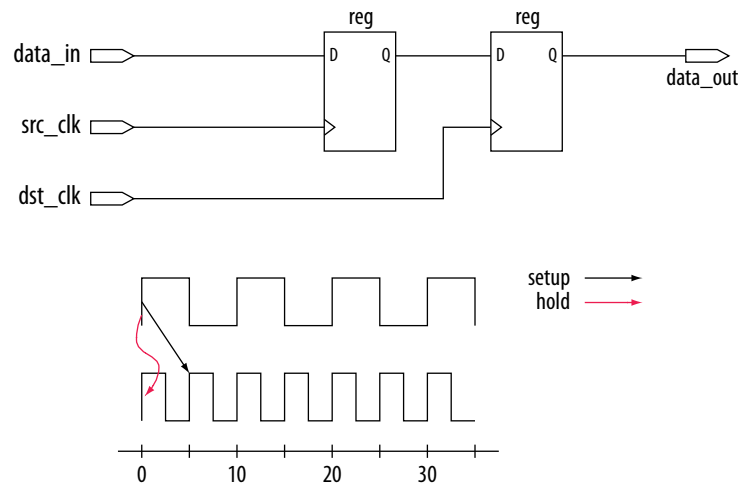 reg
reg
data_in
D
Q
D
Q
data_out
src_clk
dst_clk
setup
hold
0
10
20
30